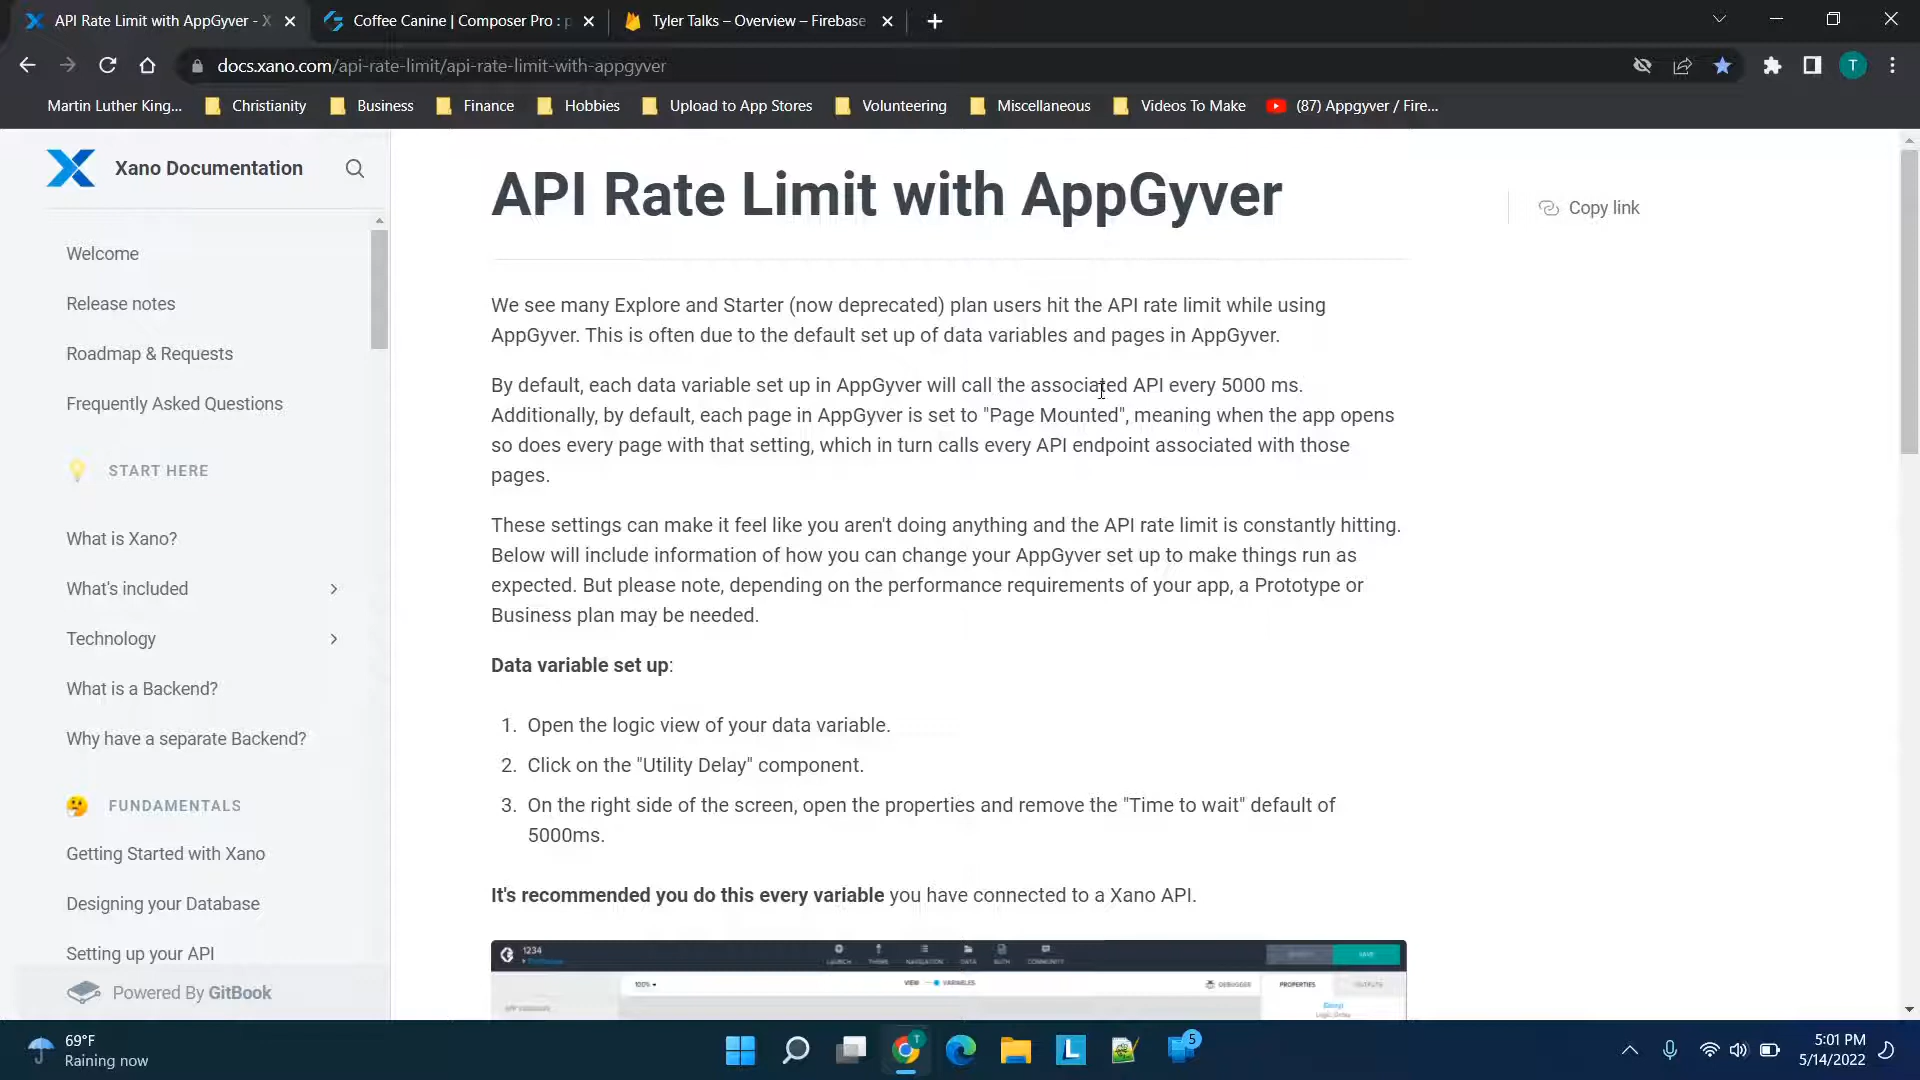 API Rate Limit with AppGyver - X
Coffee Canine | Composer Pro : p
Tyler Talks – Overview – Firebase
docs.xano.com/api-rate-limit/api-rate-limit-with-appgyver
T
Martin Luther King...
Christianity
Business
Finance
Hobbies
Upload to App Stores
Volunteering
Miscellaneous
Videos To Make
(87) Appgyver / Fire...
Xano Documentation
Welcome
Release notes
Roadmap & Requests
Frequently Asked Questions
START HERE
What is Xano?
What's included
Technology
What is a Backend?
Why have a separate Backend?
FUNDAMENTALS
Getting Started with Xano
Designing your Database
Setting up your API
Powered By GitBook
API Rate Limit with AppGyver
Copy link
We see many Explore and Starter (now deprecated) plan users hit the API rate limit while using
AppGyver. This is often due to the default set up of data variables and pages in AppGyver.
By default, each data variable set up in AppGyver will call the associated API every 5000 ms.
Additionally, by default, each page in AppGyver is set to "Page Mounted", meaning when the app opens
so does every page with that setting, which in turn calls every API endpoint associated with those
pages.
These settings can make it feel like you aren't doing anything and the API rate limit is constantly hitting.
Below will include information of how you can change your AppGyver set up to make things run as
expected. But please note, depending on the performance requirements of your app, a Prototype or
Business plan may be needed.
Data variable set up:
1. Open the logic view of your data variable.
2. Click on the "Utility Delay" component.
3. On the right side of the screen, open the properties and remove the "Time to wait" default of
5000ms.
It's recommended you do this every variable you have connected to a Xano API.
1234
LAUNCH
THEME
NAVIGATION
DATA
AUTH
COMMUNITY
SAVE
100%
VIEW
VARIABLES
DEBUGGER
PROPERTIES
OUTPUTS
69°F
Raining now
T
L
5
5:01 PM
5/14/2022